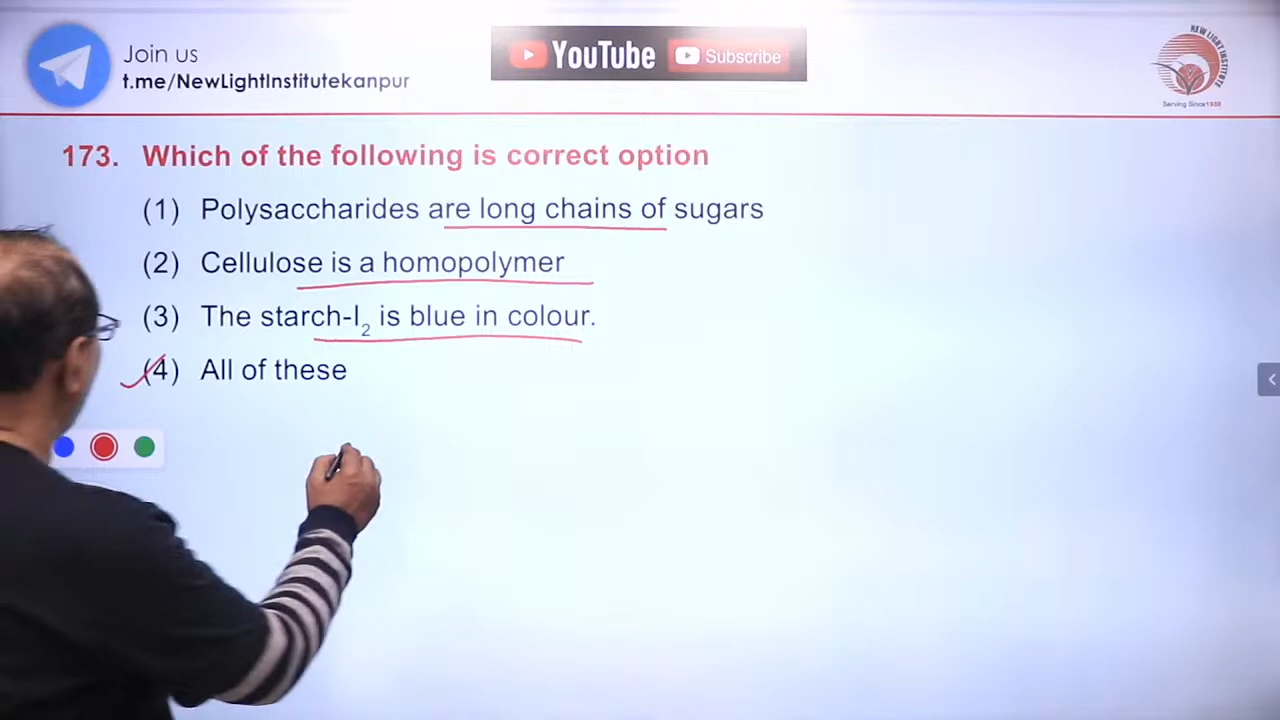 Join us
t.me/NewLightInstitutekanpur
YouTube Subscribe
NEW LIGHT INSTITUTE
Serving Since1988
173. Which of the following is correct option
(1) Polysaccharides are long chains of sugars
(2) Cellulose is a homopolymer
(3) The starch-I₂ is blue in colour.
(4) All of these